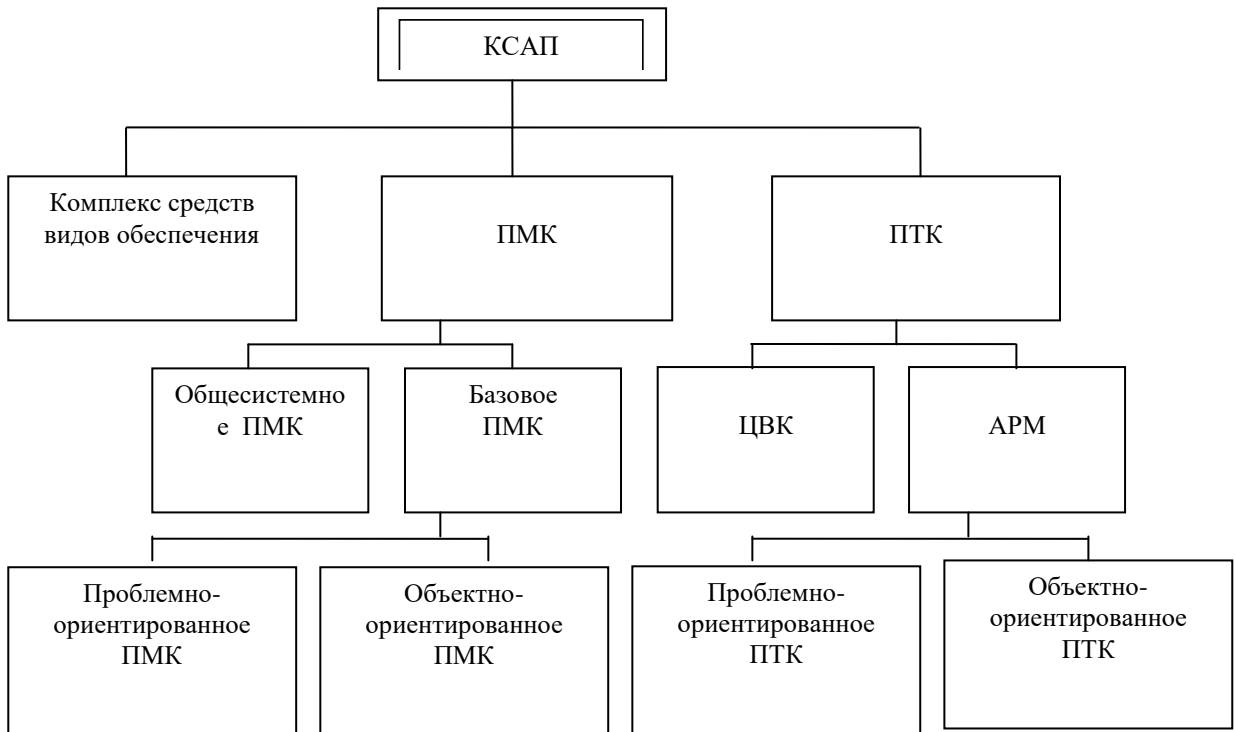 КСАП
Комплекс средств
видов обеспечения
ПМК
ПТК
Общесистемно
е ПМК
Базовое
ПМК
ЦВК
АРМ
Проблемно-
ориентированное
ПМК
Объектно-
ориентированное
ПМК
Проблемно-
ориентированное
ПТК
Объектно-
ориентированное
ПТК